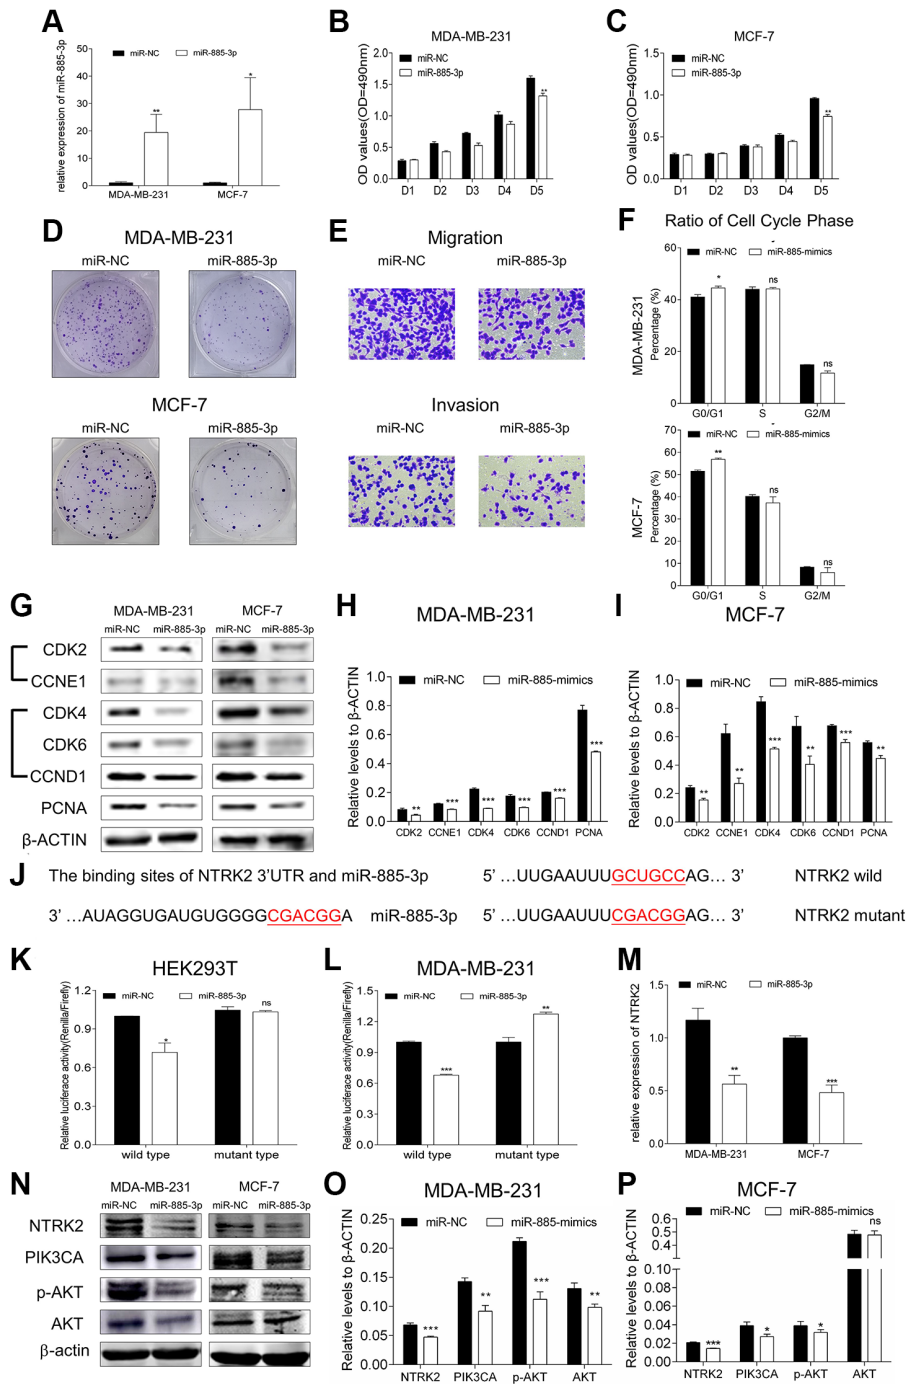 A
miR-NC miR-885-3p
relative expression of miR-885-3p
50
40
30
20
10
0
**
*
MDA-MB-231 MCF-7
B
MDA-MB-231
miR-NC
miR-885-3p
OD values(OD=490nm)
2.0
1.5
1.0
0.5
0.0
**
D1 D2 D3 D4 D5
C
MCF-7
miR-NC
miR-885-3p
OD values(OD=490nm)
1.5
1.0
0.5
0.0
**
D1 D2 D3 D4 D5
D
MDA-MB-231
miR-NC miR-885-3p
MCF-7
miR-NC miR-885-3p
E
Migration
miR-NC miR-885-3p
Invasion
miR-NC miR-885-3p
F
Ratio of Cell Cycle Phase
miR-NC miR-885-mimics
MDA-MB-231
Percentage (%)
60
40
20
0
* ns ns
G0/G1 S G2/M
miR-NC miR-885-mimics
MCF-7
Percentage (%)
70
60
50
40
30
20
10
0
** ns ns
G0/G1 S G2/M
G
MDA-MB-231 MCF-7
miR-NC miR-885-3p miR-NC miR-885-3p
CDK2
CCNE1
CDK4
CDK6
CCND1
PCNA
β-ACTIN
H
MDA-MB-231
miR-NC miR-885-mimics
Relative levels to β-ACTIN
1.0
0.8
0.6
0.4
0.2
0.0
** *** *** *** *** ***
CDK2 CCNE1 CDK4 CDK6 CCND1 PCNA
I
MCF-7
miR-NC miR-885-mimics
Relative levels to β-ACTIN
1.0
0.8
0.6
0.4
0.2
0.0
** ** *** ** *** **
CDK2 CCNE1 CDK4 CDK6 CCND1 PCNA
J
The binding sites of NTRK2 3’UTR and miR-885-3p 5’ …UUGAAUUUGCUGCCAG… 3’ NTRK2 wild
3’ …AUAGGUGAUGUGGGGCGACGGA miR-885-3p 5’ …UUGAAUUUCGACGGAG… 3’ NTRK2 mutant
K
HEK293T
miR-NC miR-885-3p
Relative luciferace activity(Renilla/Firefly)
1.2
0.9
0.6
0.3
0.0
* ns
wild type mutant type
L
MDA-MB-231
miR-NC miR-885-3p
Relative luciferace activity(Renilla/Firefly)
1.5
1.2
0.9
0.6
0.3
0.0
*** **
wild type mutant type
M
miR-NC miR-885-3p
relative expression of NTRK2
1.5
1.0
0.5
0.0
** ***
MDA-MB-231 MCF-7
N
MDA-MB-231 MCF-7
miR-NC miR-885-3p miR-NC miR-885-3p
NTRK2
PIK3CA
p-AKT
AKT
β-actin
O
MDA-MB-231
miR-NC miR-885-mimics
Relative levels to β-ACTIN
0.25
0.20
0.15
0.10
0.05
0.00
*** ** *** **
NTRK2 PIK3CA p-AKT AKT
P
MCF-7
miR-NC miR-885-mimics
Relative levels to β-ACTIN
0.6
0.5
0.4
0.10
0.08
0.06
0.04
0.02
0.00
*** * * ns
NTRK2 PIK3CA p-AKT AKT